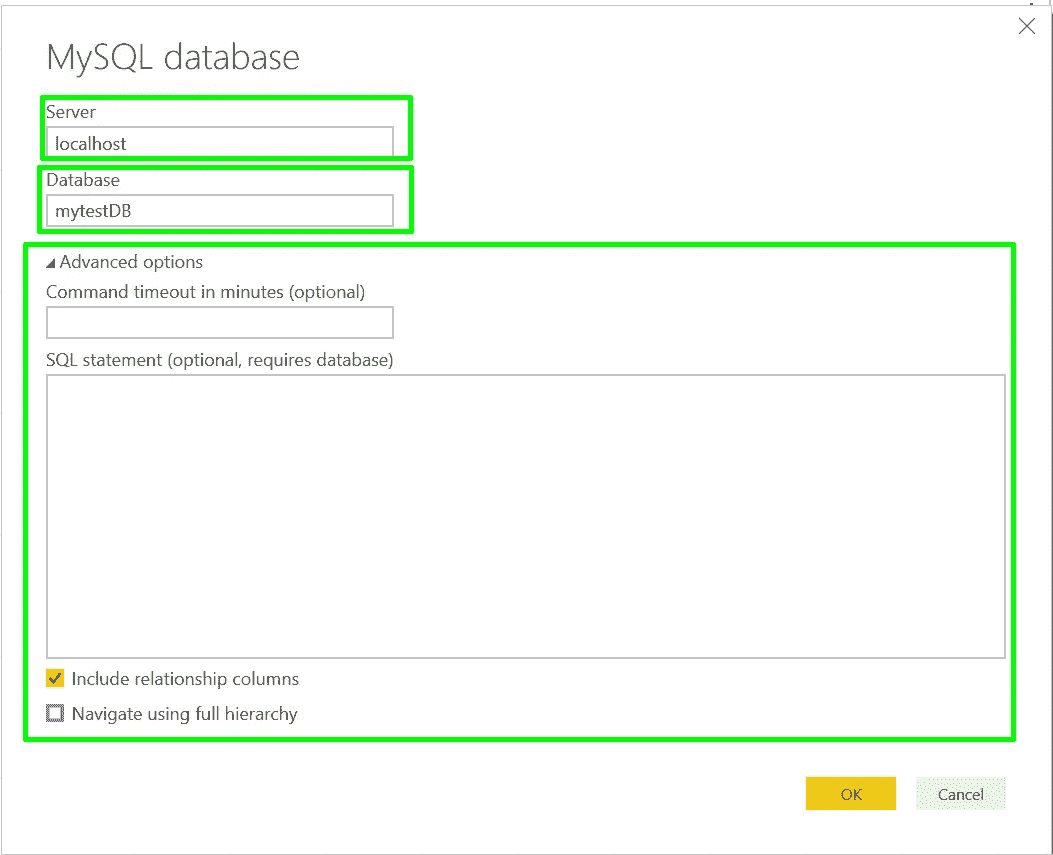 MySQL database
Server
localhost
Database
mytestDB
Advanced options
Command timeout in minutes (optional)
SQL statement (optional, requires database)
Include relationship columns
Navigate using full hierarchy
OK
Cancel